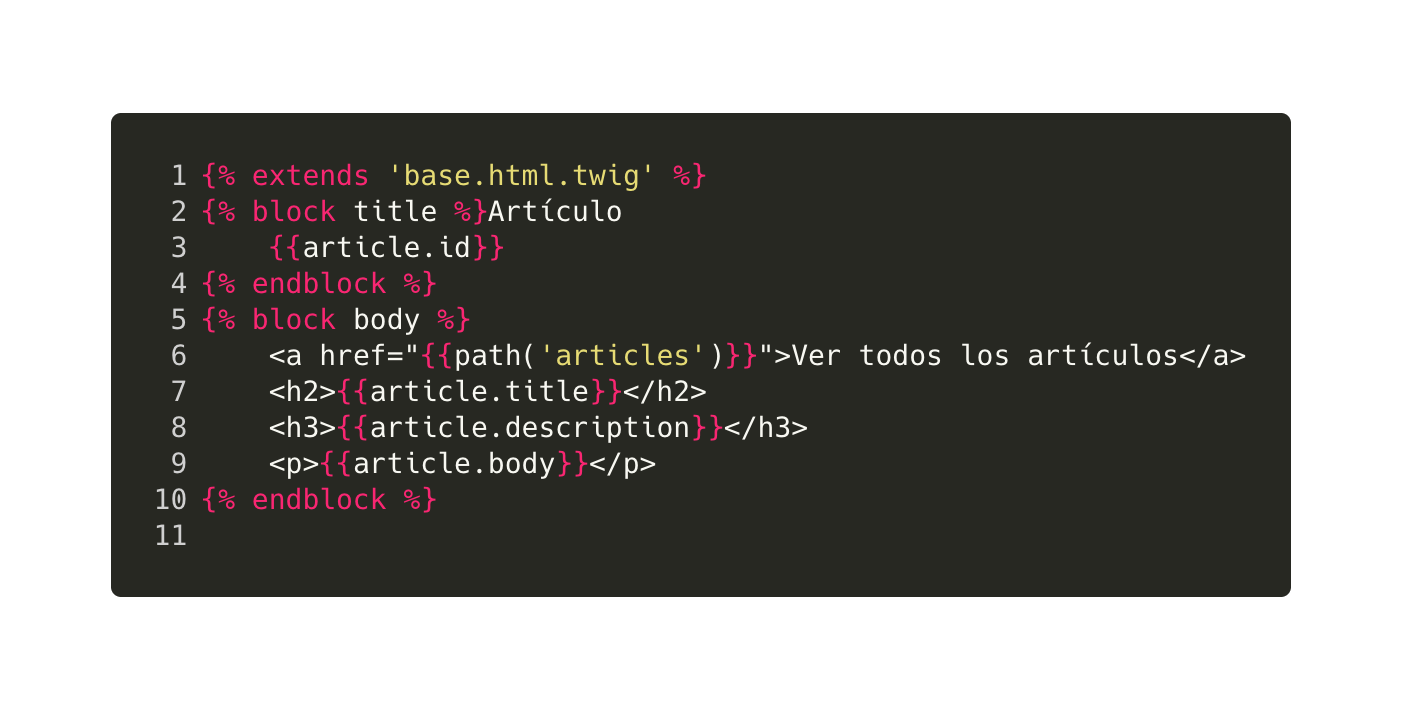 1 {% extends 'base.html.twig' %}
2 {% block title %}Artículo
3     {{article.id}}
4 {% endblock %}
5 {% block body %}
6     <a href="{{path('articles')}}">Ver todos los artículos</a>
7     <h2>{{article.title}}</h2>
8     <h3>{{article.description}}</h3>
9     <p>{{article.body}}</p>
10 {% endblock %}
11